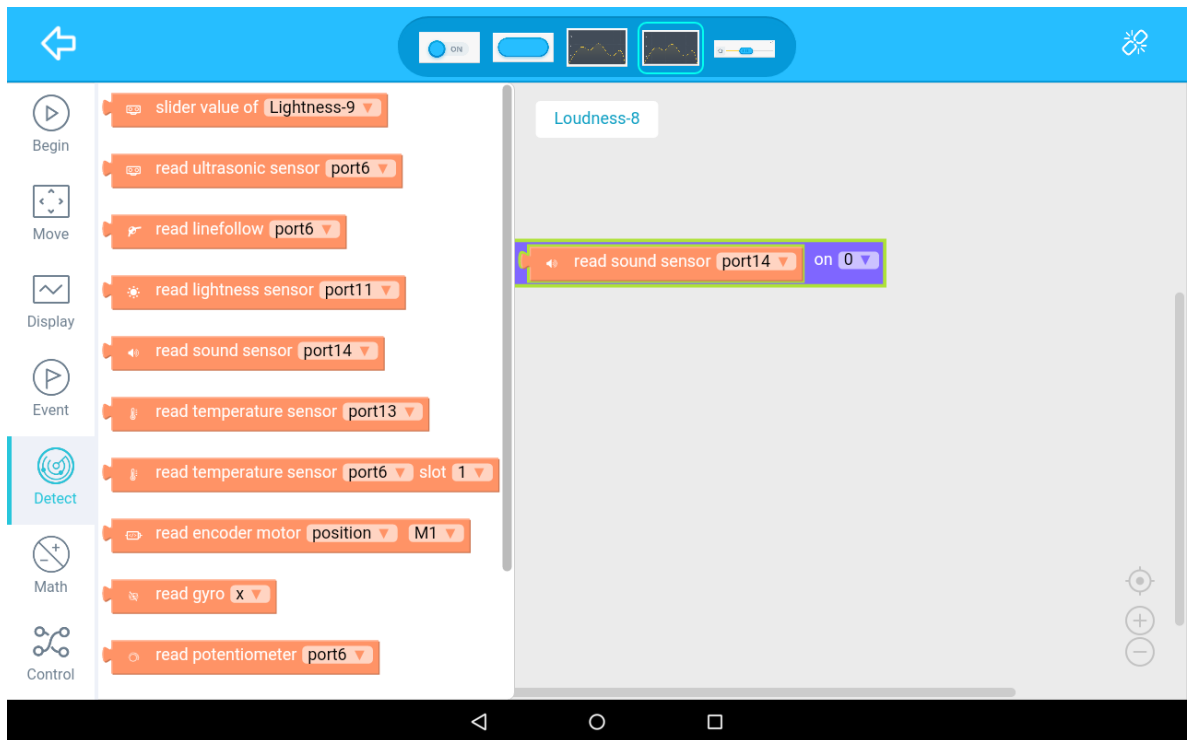 ON
Begin
Move
Display
Event
Detect
Math
Control
slider value of Lightness-9
read ultrasonic sensor port6
read linefollow port6
read lightness sensor port11
read sound sensor port14
read temperature sensor port13
read temperature sensor port6 slot 1
read encoder motor position M1
read gyro x
read potentiometer port6
Loudness-8
read sound sensor port14 on 0